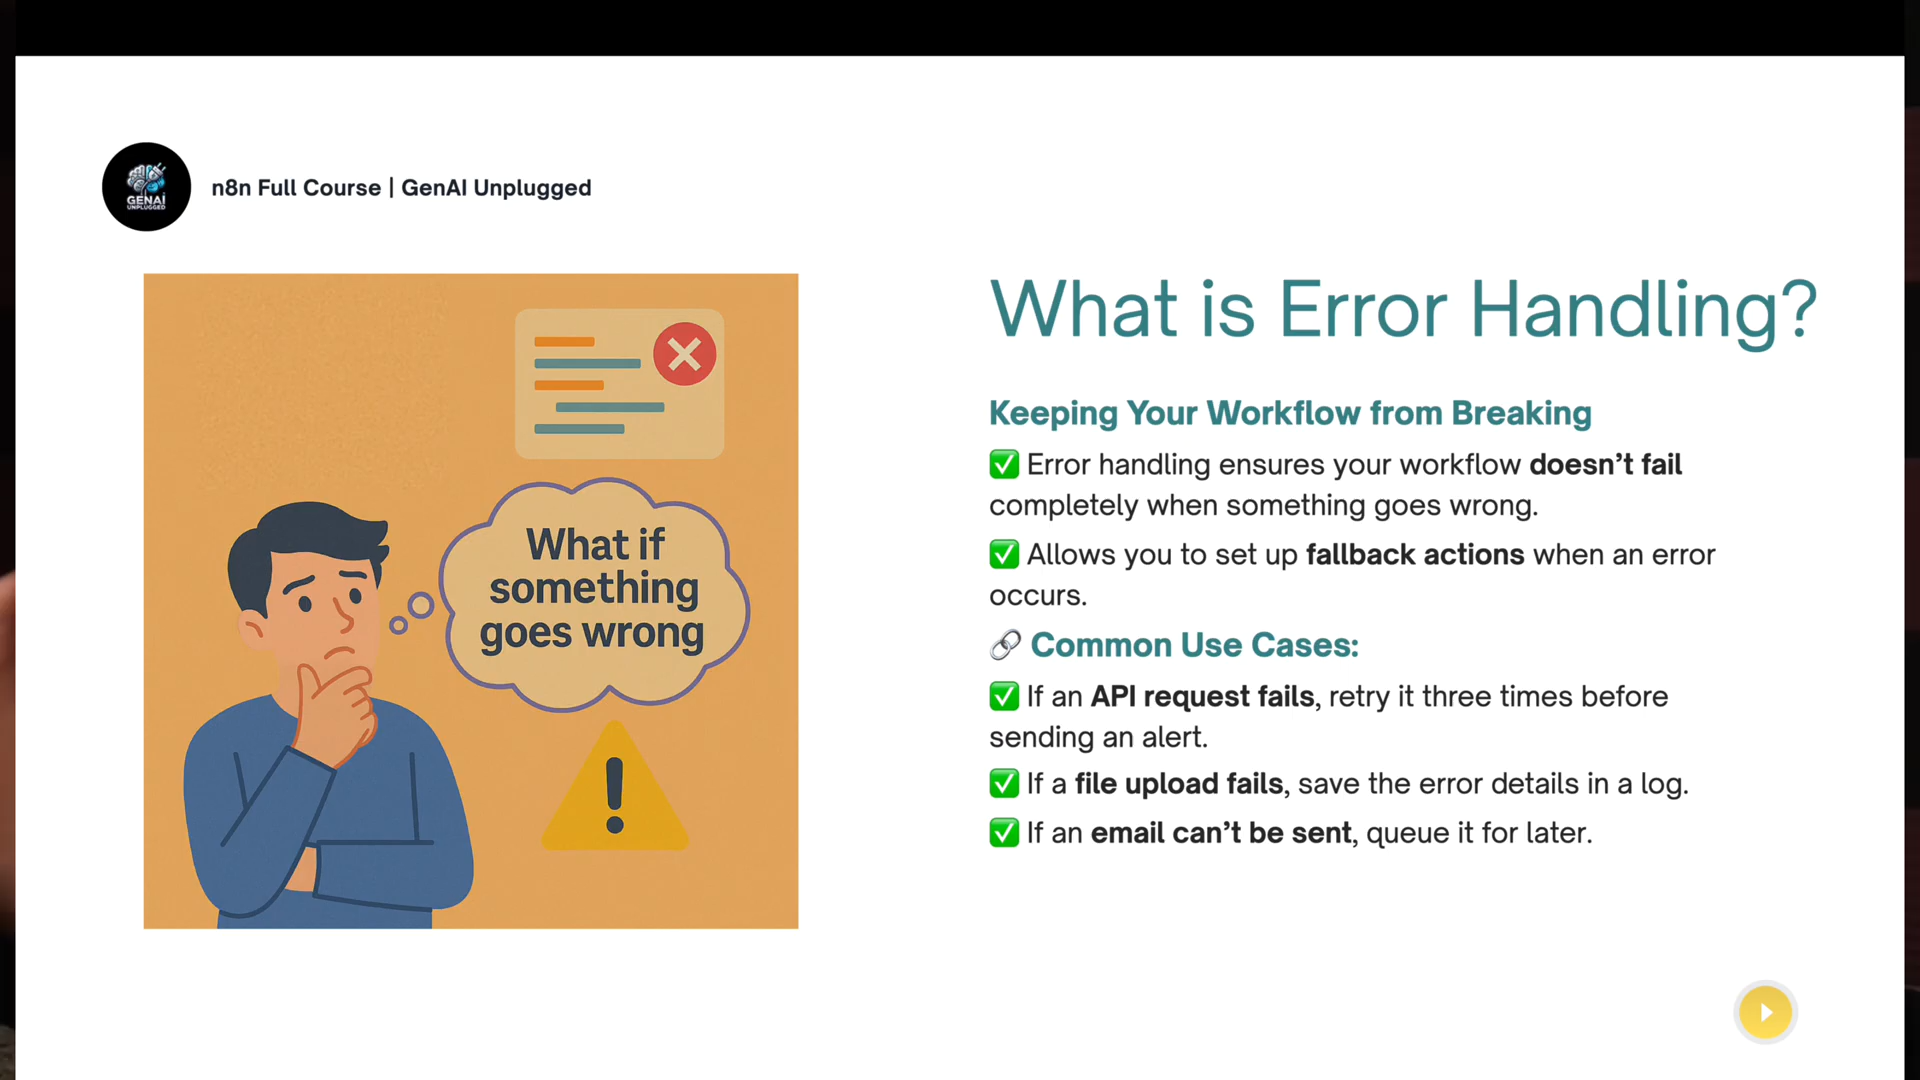 GENAI
UNPLUGGED
n8n Full Course | GenAI Unplugged
What if
something
goes wrong
What is Error Handling?
Keeping Your Workflow from Breaking
✅ Error handling ensures your workflow doesn’t fail
completely when something goes wrong.
✅ Allows you to set up fallback actions when an error
occurs.
🔗 Common Use Cases:
✅ If an API request fails, retry it three times before
sending an alert.
✅ If a file upload fails, save the error details in a log.
✅ If an email can’t be sent, queue it for later.